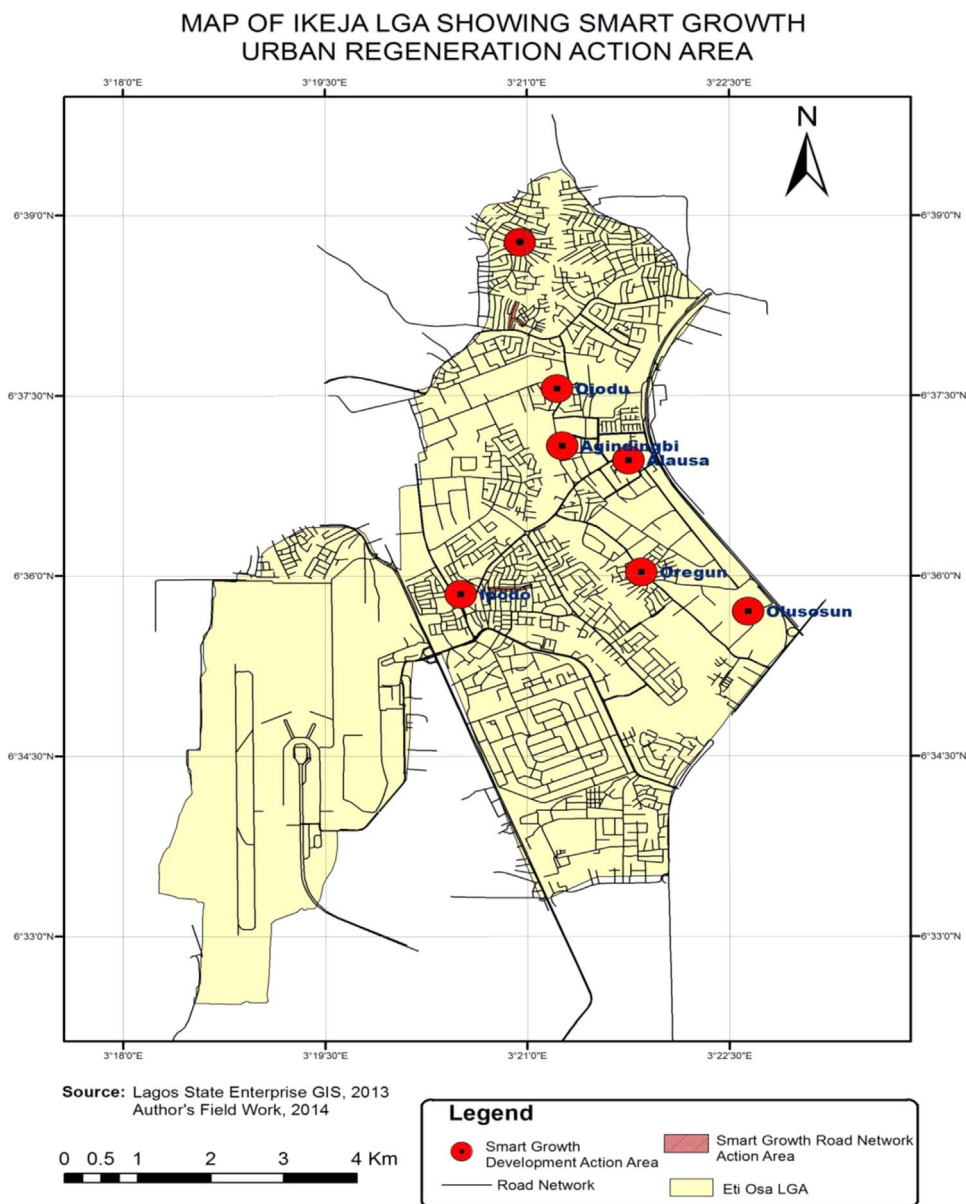 MAP OF IKEJA LGA SHOWING SMART GROWTH
URBAN REGENERATION ACTION AREA
3°18'0"E
3°19'30"E
3°21'0"E
3°22'30"E
N
6°39'0"N
6°39'0"N
Ojodu
6°37'30"N
6°37'30"N
Agindingbi
Alausa
6°36'0"N
6°36'0"N
Oregun
Ipodo
Olusosun
6°34'30"N
6°34'30"N
6°33'0"N
6°33'0"N
3°18'0"E
3°19'30"E
3°21'0"E
3°22'30"E
Source: Lagos State Enterprise GIS, 2013
Author's Field Work, 2014
0 0.5 1 2 3 4 Km
Legend
Smart Growth
Development Action Area
Road Network
Smart Growth Road Network
Action Area
Eti Osa LGA